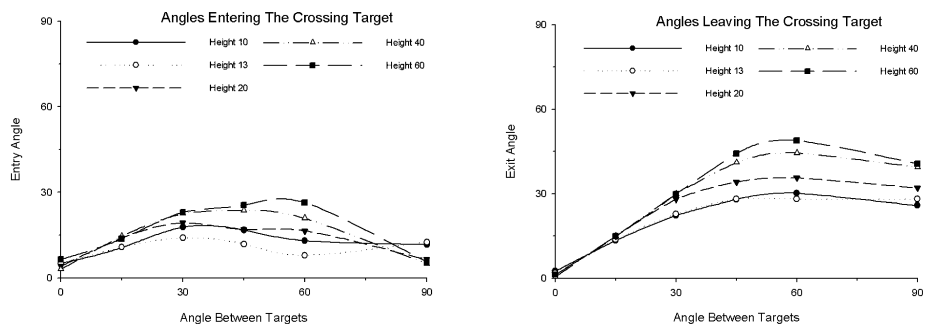 Angles Entering The Crossing Target
Height 10
Height 40
Height 13
Height 60
Height 20
90
60
30
0
Entry Angle
0
30
60
90
Angle Between Targets
Angles Leaving The Crossing Target
Height 10
Height 40
Height 13
Height 60
Height 20
90
60
30
0
Exit Angle
0
30
60
90
Angle Between Targets